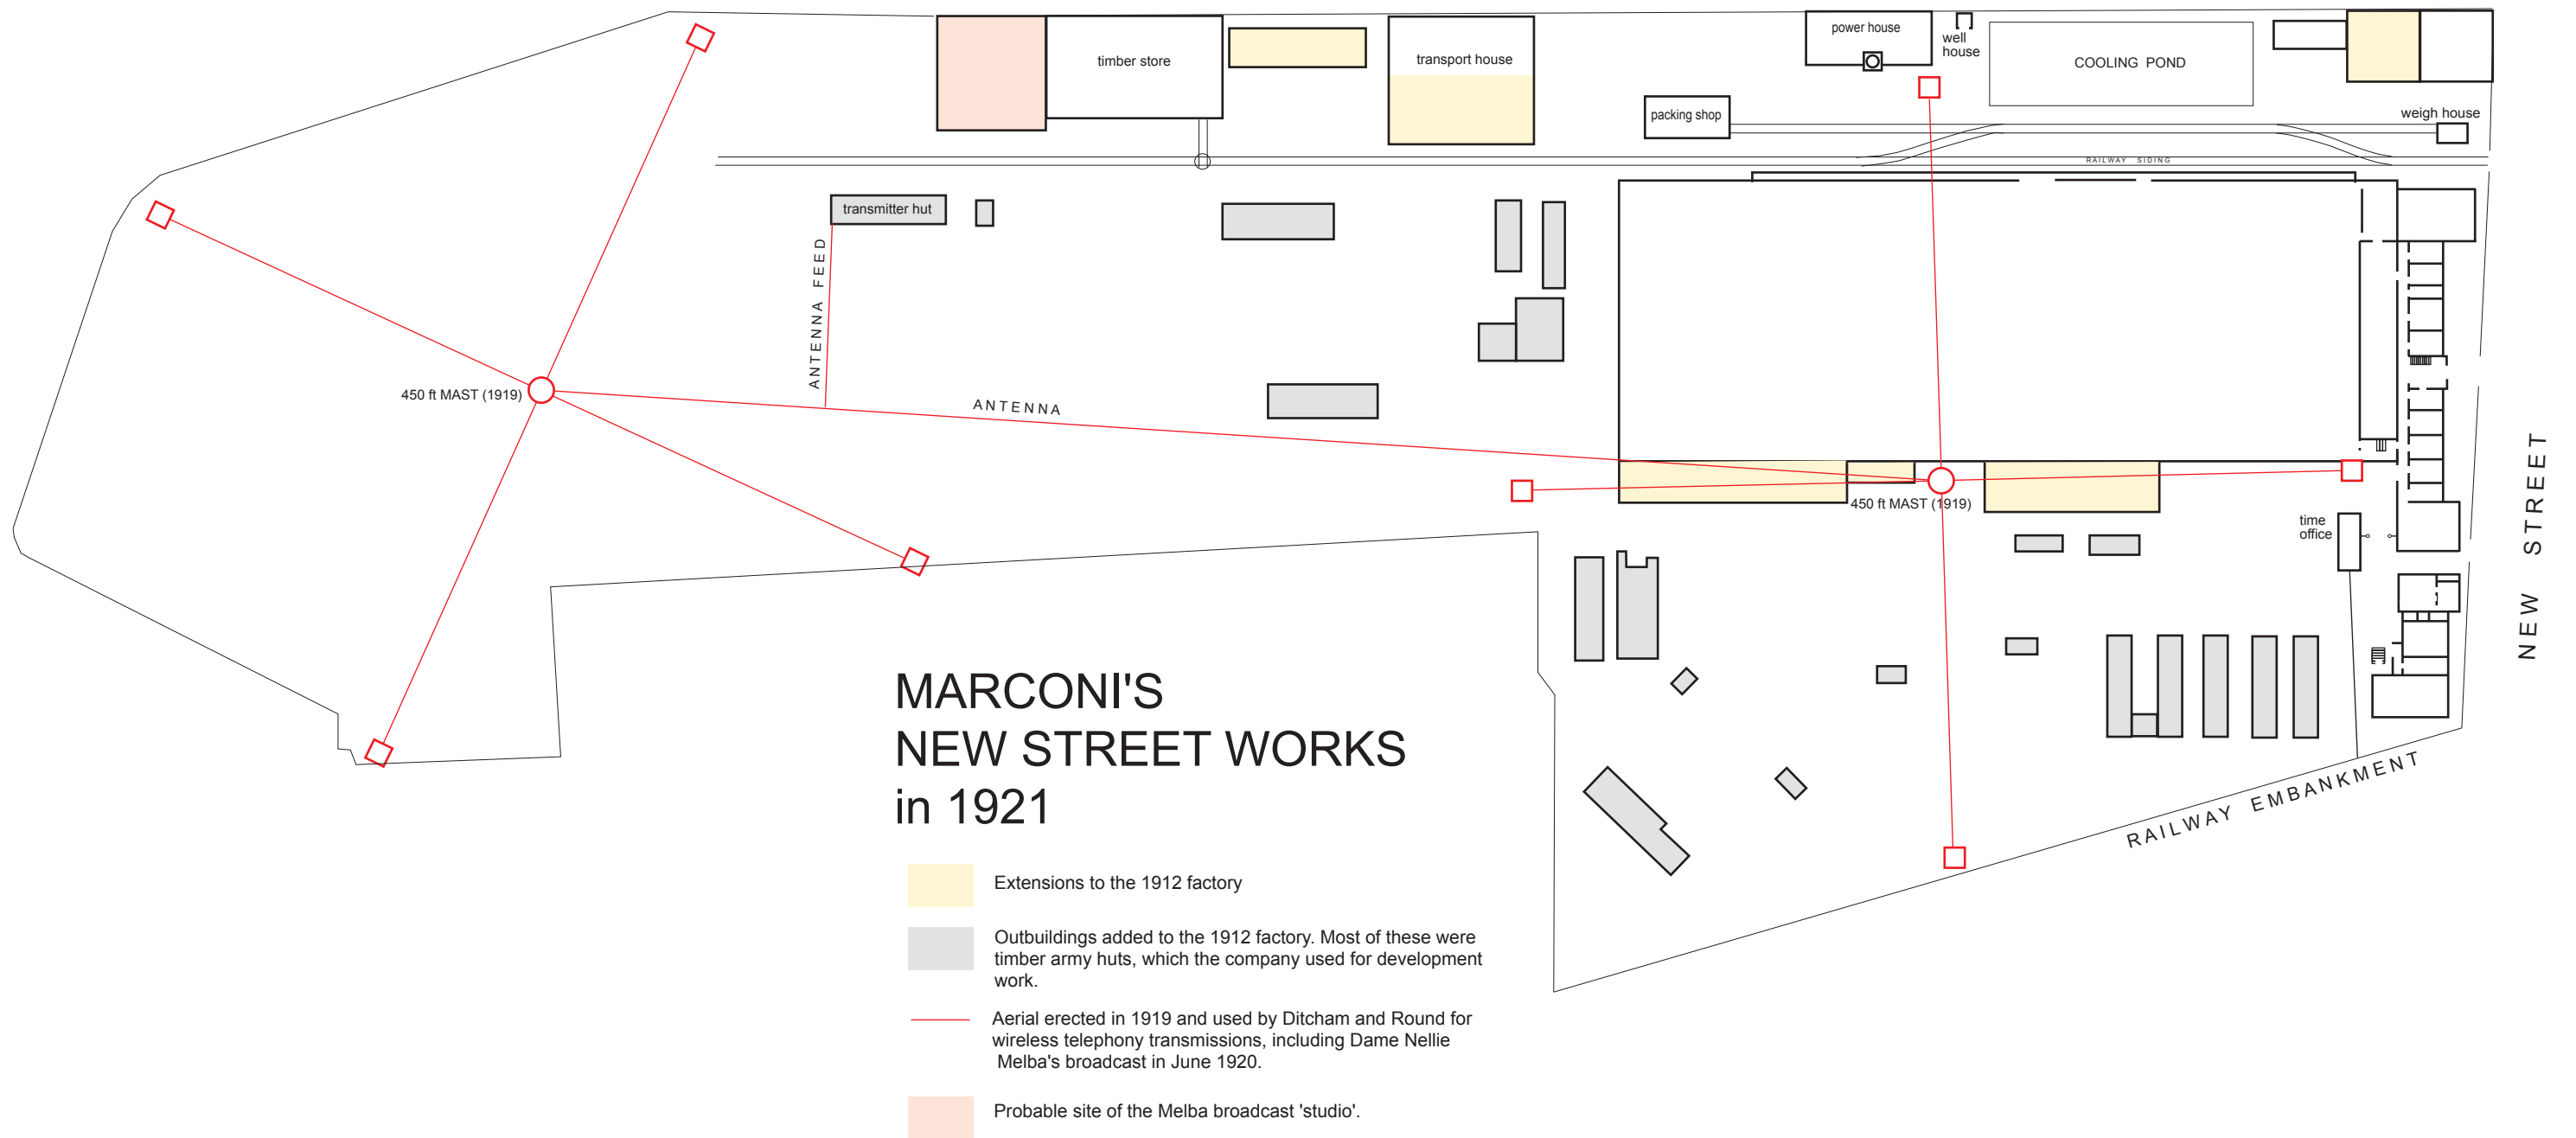 timber store
transport house
power house
well
house
COOLING POND
packing shop
weigh house
RAILWAY SIDING
transmitter hut
ANTENNA FEED
450 ft MAST (1919)
ANTENNA
450 ft MAST (1919)
time
office
NEW STREET
RAILWAY EMBANKMENT
MARCONI'S
NEW STREET WORKS
in 1921
Extensions to the 1912 factory
Outbuildings added to the 1912 factory. Most of these were
timber army huts, which the company used for development
work.
Aerial erected in 1919 and used by Ditcham and Round for
wireless telephony transmissions, including Dame Nellie
Melba's broadcast in June 1920.
Probable site of the Melba broadcast 'studio'.